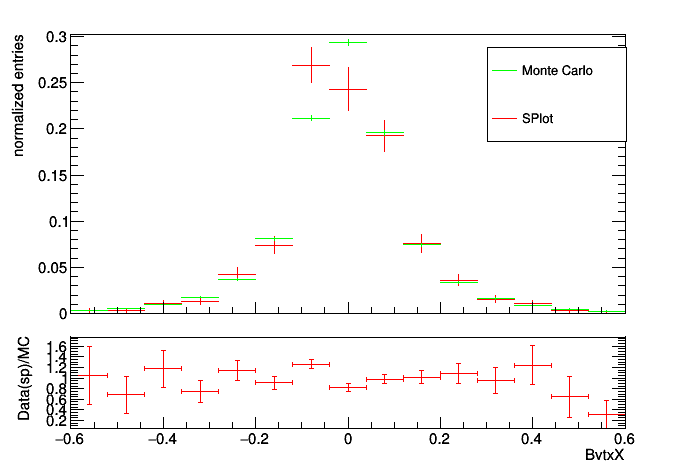 normalized entries
0.3
0.25
0.2
0.15
0.1
0.05
0
Monte Carlo
SPlot
Data(sp)/MC
1.6
1.4
1.2
1
0.8
0.6
0.4
0.2
−0.6 −0.4 −0.2 0 0.2 0.4 0.6
BvtxX